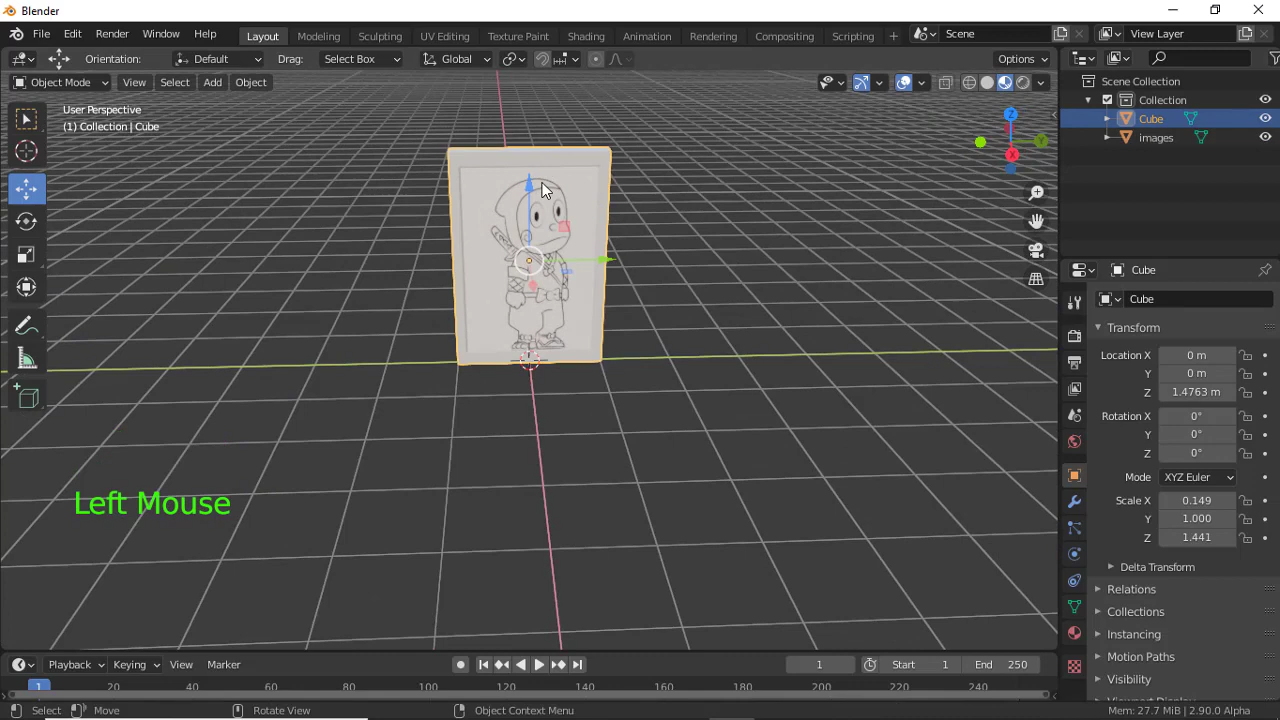 Blender
File Edit Render Window Help Layout Modeling Sculpting UV Editing Texture Paint Shading Animation Rendering Compositing Scripting + Scene View Layer
Orientation: Default Drag: Select Box Global Options
Object Mode View Select Add Object
User Perspective
(1) Collection | Cube
Z
Y
X
Left Mouse
Scene Collection
Collection
Cube
images
Cube
Cube
Transform
Location X 0 m
Y 0 m
Z 1.4763 m
Rotation X 0°
Y 0°
Z 0°
Mode XYZ Euler
Scale X 0.149
Y 1.000
Z 1.441
Delta Transform
Relations
Collections
Instancing
Motion Paths
Visibility
Playback Keying View Marker 1 Start 1 End 250
1 20 40 60 80 100 120 140 160 180 200 220 240
Select Move Rotate View Object Context Menu Mem: 27.7 MiB | 2.90.0 Alpha